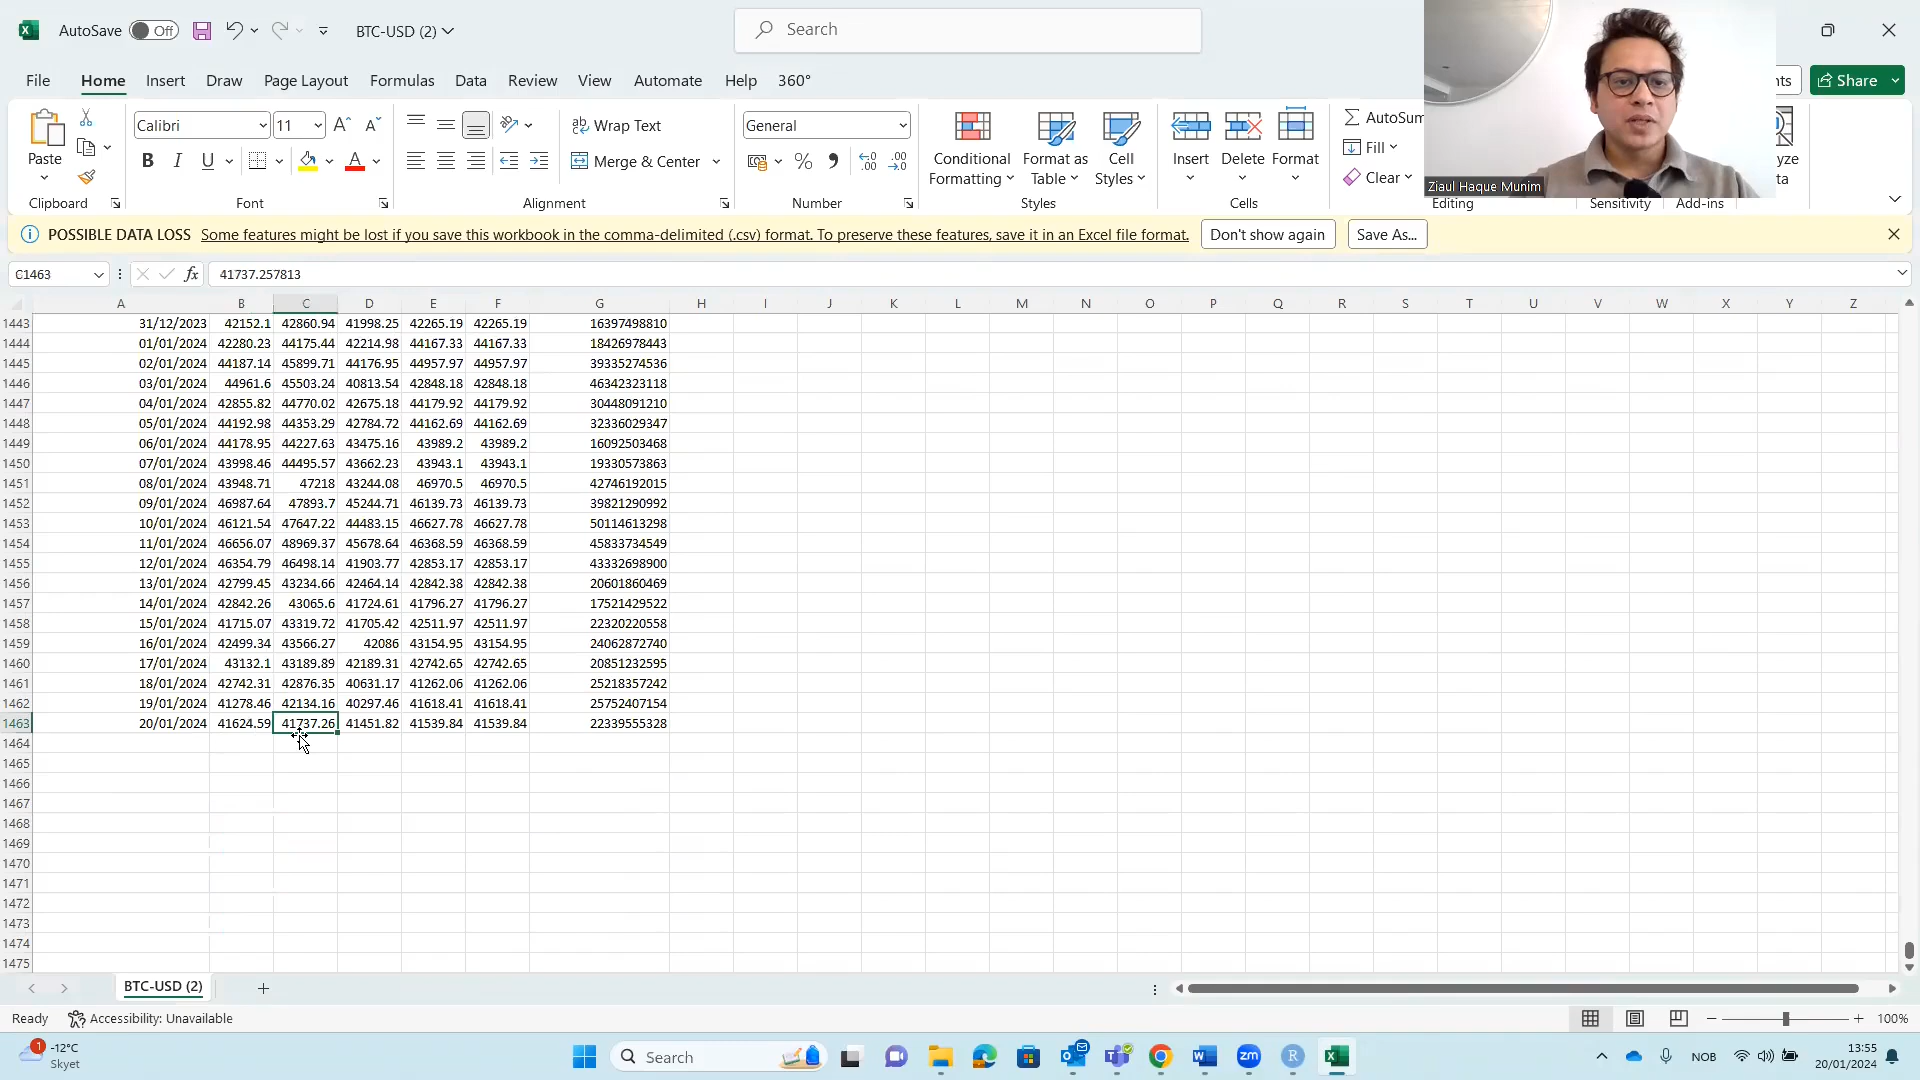 AutoSave Off BTC-USD (2) Search
File Home Insert Draw Page Layout Formulas Data Review View Automate Help 360° Share
Paste Calibri 11 Wrap Text General Conditional Formatting Format as Table Cell Styles Insert Delete Format AutoSum
B I U Merge & Center % Fill
Clear
Clipboard Font Alignment Number Styles Cells Editing Sensitivity Add-ins
Ziaul Haque Munim
POSSIBLE DATA LOSS Some features might be lost if you save this workbook in the comma-delimited (.csv) format. To preserve these features, save it in an Excel file format. Don't show again Save As...
C1463 fx 41737.257813
A B C D E F G H I J K L M N O P Q R S T U V W X Y Z
1443 31/12/2023 42152.1 42860.94 41998.25 42265.19 42265.19 16397498810
1444 01/01/2024 42280.23 44175.44 42214.98 44167.33 44167.33 18426978443
1445 02/01/2024 44187.14 45899.71 44176.95 44957.97 44957.97 39335274536
1446 03/01/2024 44961.6 45503.24 40813.54 42848.18 42848.18 46342323118
1447 04/01/2024 42855.82 44770.02 42675.18 44179.92 44179.92 30448091210
1448 05/01/2024 44192.98 44353.29 42784.72 44162.69 44162.69 32336029347
1449 06/01/2024 44178.95 44227.63 43475.16 43989.2 43989.2 16092503468
1450 07/01/2024 43998.46 44495.57 43662.23 43943.1 43943.1 19330573863
1451 08/01/2024 43948.71 47218 43244.08 46970.5 46970.5 42746192015
1452 09/01/2024 46987.64 47893.7 45244.71 46139.73 46139.73 39821290992
1453 10/01/2024 46121.54 47647.22 44483.15 46627.78 46627.78 50114613298
1454 11/01/2024 46656.07 48969.37 45678.64 46368.59 46368.59 45833734549
1455 12/01/2024 46354.79 46498.14 41903.77 42853.17 42853.17 43332698900
1456 13/01/2024 42799.45 43234.66 42464.14 42842.38 42842.38 20601860469
1457 14/01/2024 42842.26 43065.6 41724.61 41796.27 41796.27 17521429522
1458 15/01/2024 41715.07 43319.72 41705.42 42511.97 42511.97 22320220558
1459 16/01/2024 42499.34 43566.27 42086 43154.95 43154.95 24062872740
1460 17/01/2024 43132.1 43189.89 42189.31 42742.65 42742.65 20851232595
1461 18/01/2024 42742.31 42876.35 40631.17 41262.06 41262.06 25218357242
1462 19/01/2024 41278.46 42134.16 40297.46 41618.41 41618.41 25752407154
1463 20/01/2024 41624.59 41737.26 41451.82 41539.84 41539.84 22339555328
1464
1465
1466
1467
1468
1469
1470
1471
1472
1473
1474
1475
BTC-USD (2)
Ready Accessibility: Unavailable 100%
1 -12°C
Skyet
Search
NOB
13:55
20/01/2024